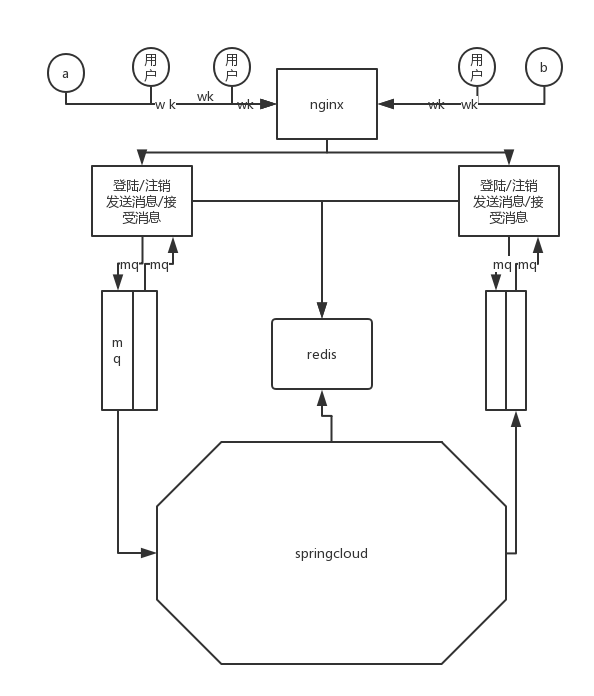 a
用
户
用
户
用
户
b
w k
wk
wk
nginx
wk
wk
登陆/注销
发送消息/接
受消息
登陆/注销
发送消息/接
受消息
mq
mq
mq
mq
m
q
redis
springcloud